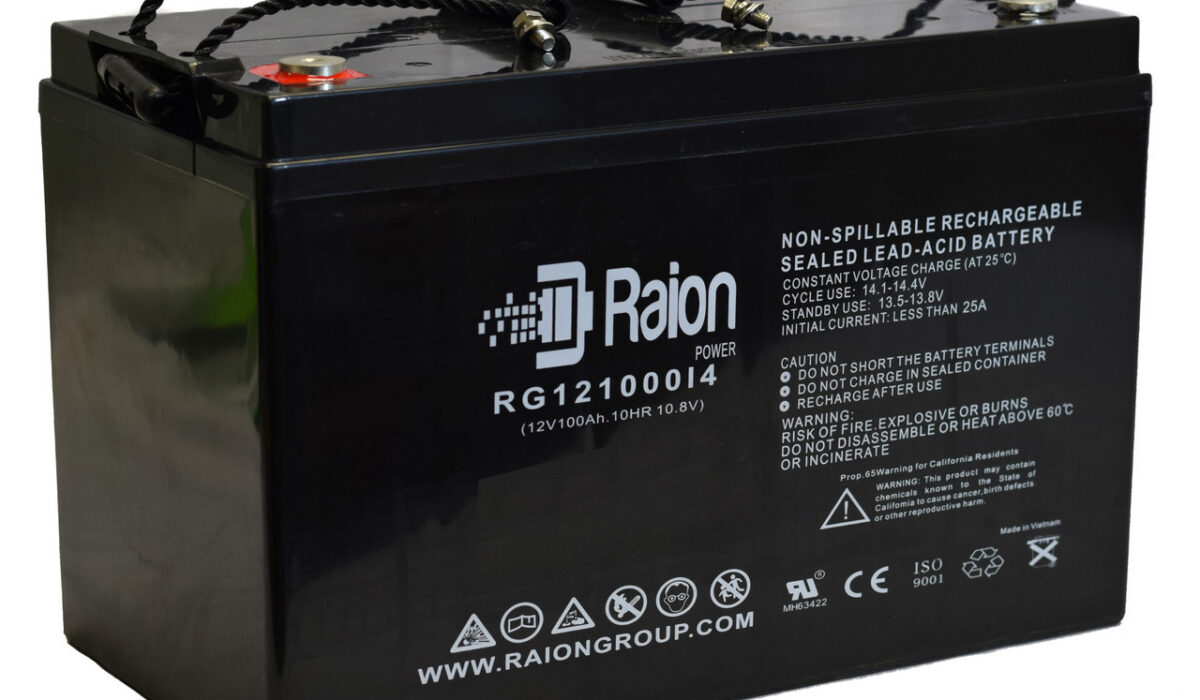 Raion
POWER
RG121000I4
(12V100Ah.10HR 10.8V)
NON-SPILLABLE RECHARGEABLE
SEALED LEAD-ACID BATTERY
CONSTANT VOLTAGE CHARGE (AT 25°C)
CYCLE USE: 14.1-14.4V
STANDBY USE: 13.5-13.8V
INITIAL CURRENT: LESS THAN 25A
CAUTION
DO NOT SHORT THE BATTERY TERMINALS
DO NOT CHARGE IN SEALED CONTAINER
RECHARGE AFTER USE
WARNING:
RISK OF FIRE.EXPLOSIVE OR BURNS
DO NOT DISASSEMBLE OR HEAT ABOVE 60°C
OR INCINERATE
Prop.65Warning for California Residents
WARNING: This product may contain
chemicals known to the State of
California to cause cancer,birth defects.
or other reproductive harm.
Made in Vietnam
MH63422
CE
ISO
9001
WWW.RAIONGROUP.COM